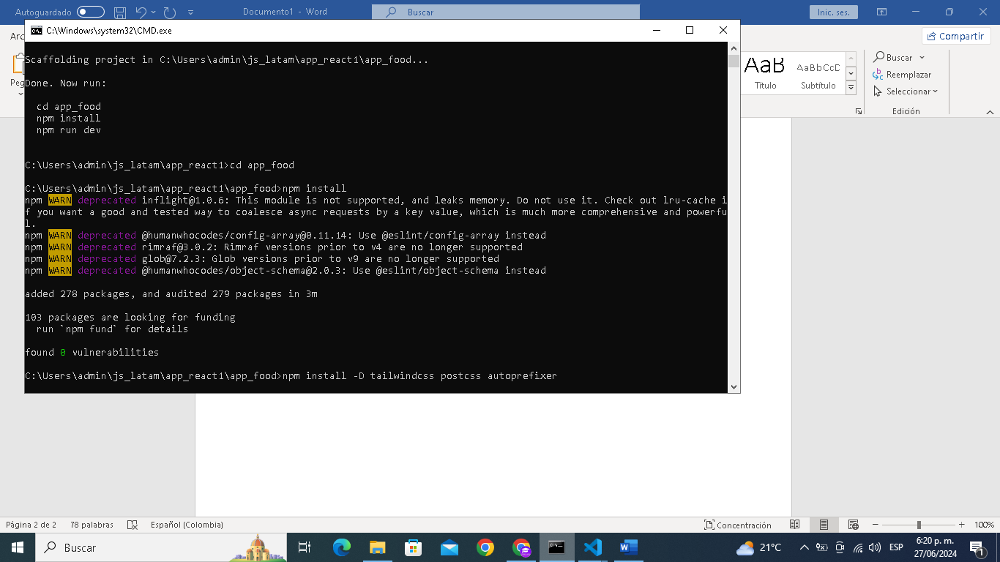 Autoguardado
Documento1 - Word
Buscar
Inic. ses.
C:\Windows\system32\CMD.exe
Compartir
Buscar
Reemplazar
Seleccionar
Edición
AaB
AaBbCcD
Título
Subtítulo
Scaffolding project in C:\Users\admin\js_latam\app_react1\app_food...
Done. Now run:
cd app_food
npm install
npm run dev
C:\Users\admin\js_latam\app_react1>cd app_food
C:\Users\admin\js_latam\app_react1\app_food>npm install
npm WARN deprecated inflight@1.0.6: This module is not supported, and leaks memory. Do not use it. Check out lru-cache i
f you want a good and tested way to coalesce async requests by a key value, which is much more comprehensive and powerfu
l.
npm WARN deprecated @humanwhocodes/config-array@0.11.14: Use @eslint/config-array instead
npm WARN deprecated rimraf@3.0.2: Rimraf versions prior to v4 are no longer supported
npm WARN deprecated glob@7.2.3: Glob versions prior to v9 are no longer supported
npm WARN deprecated @humanwhocodes/object-schema@2.0.3: Use @eslint/object-schema instead
added 278 packages, and audited 279 packages in 3m
103 packages are looking for funding
run `npm fund` for details
found 0 vulnerabilities
C:\Users\admin\js_latam\app_react1\app_food>npm install -D tailwindcss postcss autoprefixer
Página 2 de 2
78 palabras
Español (Colombia)
Concentración
100%
Buscar
21°C
ESP
6:20 p. m.
27/06/2024
1